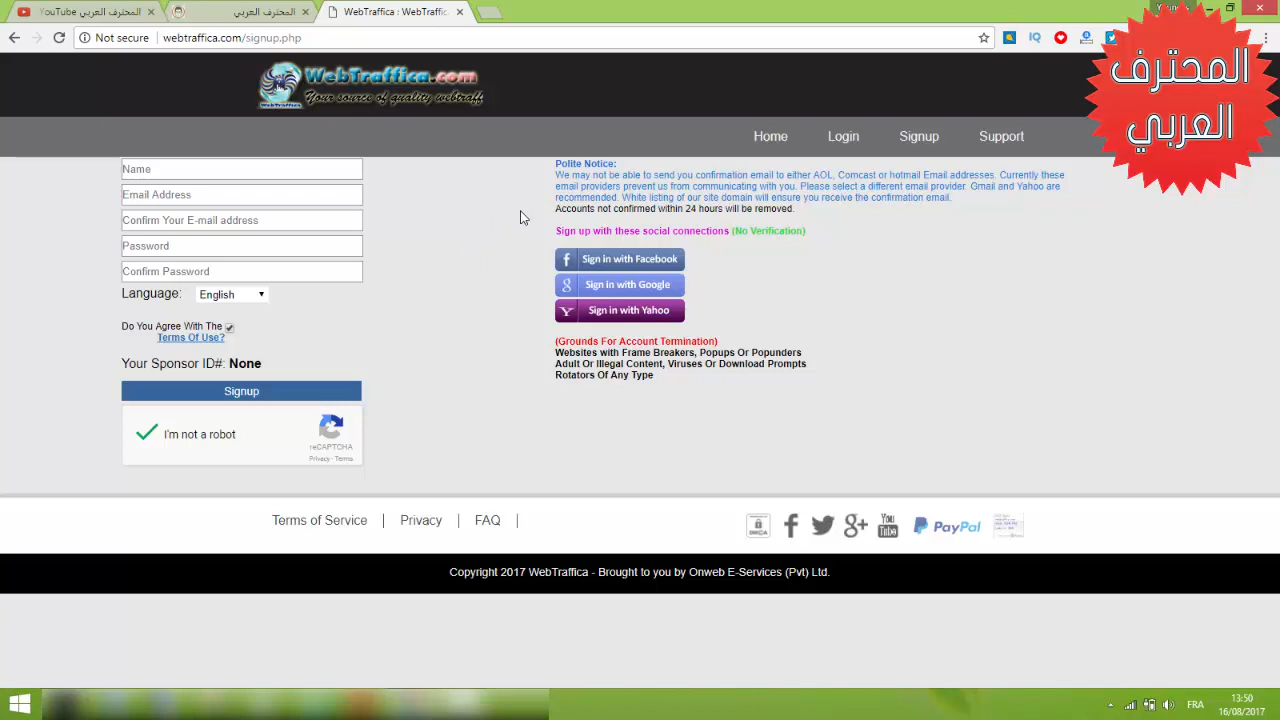 المحترف العربي YouTube
المحترف العربي
WebTraffica : WebTraffic
Not secure
webtraffica.com/signup.php
IQ
المحترف
العربي
WebTraffica.com
Your source of quality webtraff
WebTraffica
Home
Login
Signup
Support
Name
Email Address
Confirm Your E-mail address
Password
Confirm Password
Language:
English
Do You Agree With The
Terms Of Use?
Your Sponsor ID#: None
Signup
I'm not a robot
reCAPTCHA
Privacy - Terms
Polite Notice:
We may not be able to send you confirmation email to either AOL, Comcast or hotmail Email addresses. Currently these
email providers prevent us from communicating with you. Please select a different email provider. Gmail and Yahoo are
recommended. White listing of our site domain will ensure you receive the confirmation email.
Accounts not confirmed within 24 hours will be removed.
Sign up with these social connections (No Verification)
Sign in with Facebook
Sign in with Google
Sign in with Yahoo
(Grounds For Account Termination)
Websites with Frame Breakers, Popups Or Popunders
Adult Or Illegal Content, Viruses Or Download Prompts
Rotators Of Any Type
Terms of Service
Privacy
FAQ
DMCA
You Tube
PayPal
Copyright 2017 WebTraffica - Brought to you by Onweb E-Services (Pvt) Ltd.
FRA
13:50
16/08/2017